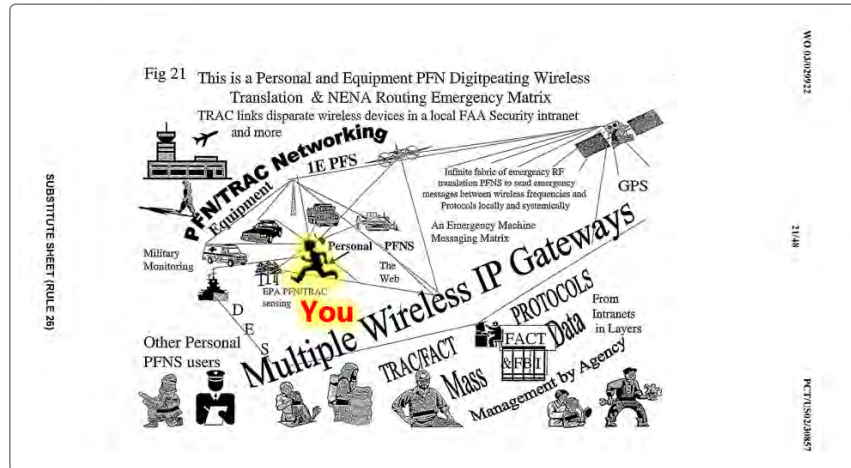 WO 03/029922
Fig 21 This is a Personal and Equipment PFN Digitpeating Wireless
Translation & NENA Routing Emergency Matrix
TRAC links disparate wireless devices in a local FAA Security intranet
and more
PFN/TRAC Networking
Equipment
1E PFS
Infinite fabric of emergency RF
translation PFNS to send emergency
messages between wireless frequencies and
Protocols locally and systemically
GPS
An Emergency Machine
Messaging Matrix
Military
Monitoring
Personal PFNS
The
Web
EPA PFN/TRAC
sensing
You
D
E
S
Multiple Wireless IP Gateways
PROTOCOLS
Data
From
Intranets
in Layers
FACT
& FBI
Other Personal
PFNS users
TRAC/FACT
Mass
Management by Agency
SUBSTITUTE SHEET (RULE 26)
21/48
PCT/US02/30857